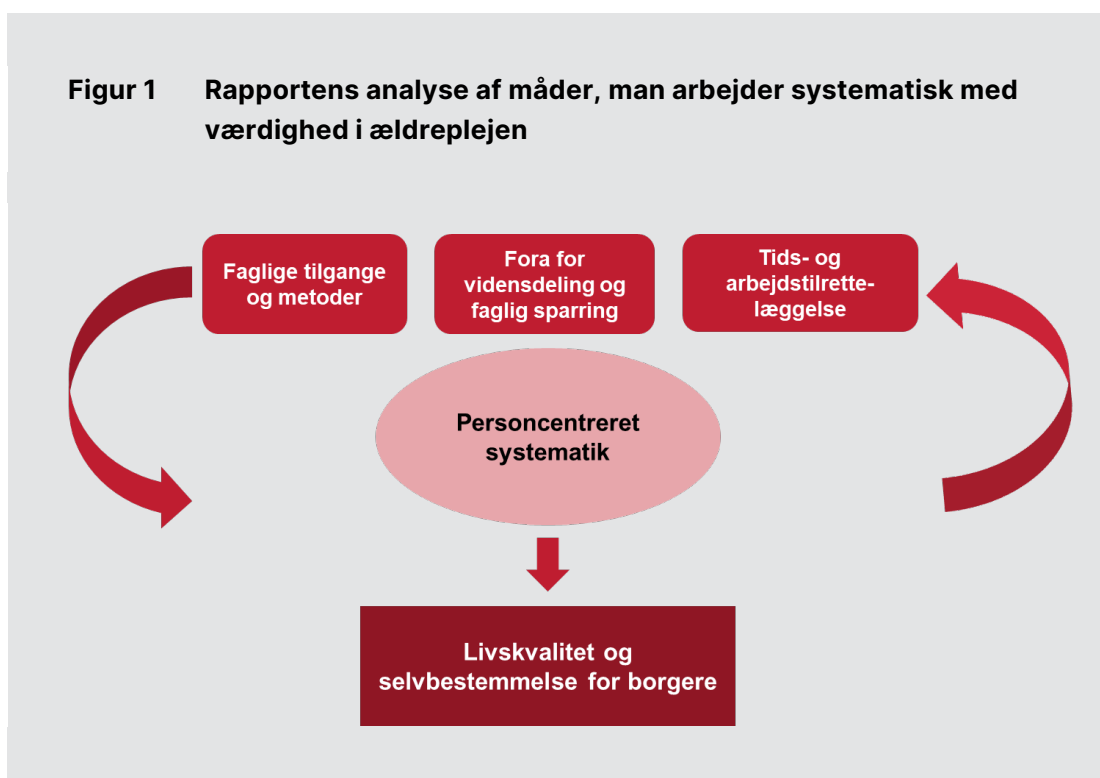 Figur 1 Rapportens analyse af måder, man arbejder systematisk med
værdighed i ældreplejen
Faglige tilgange
og metoder
Fora for
vidensdeling og
faglig sparring
Tids- og
arbejdstilrette-
læggelse
Personcentreret
systematik
Livskvalitet og
selvbestemmelse for borgere